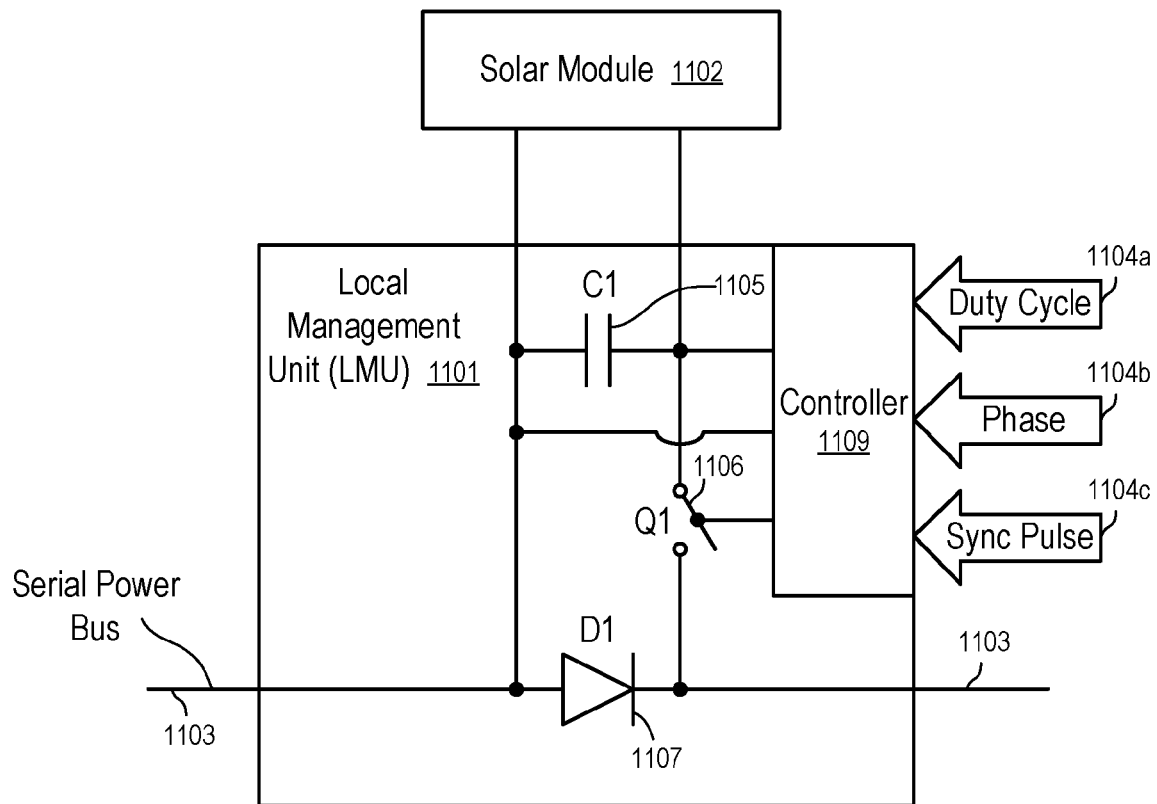 Solar Module 1102
Local
Management
Unit (LMU) 1101
C1
1105
Controller
1109
Duty Cycle
1104a
Phase
1104b
Sync Pulse
1104c
1106
Q1
Serial Power
Bus
1103
D1
1107
1103